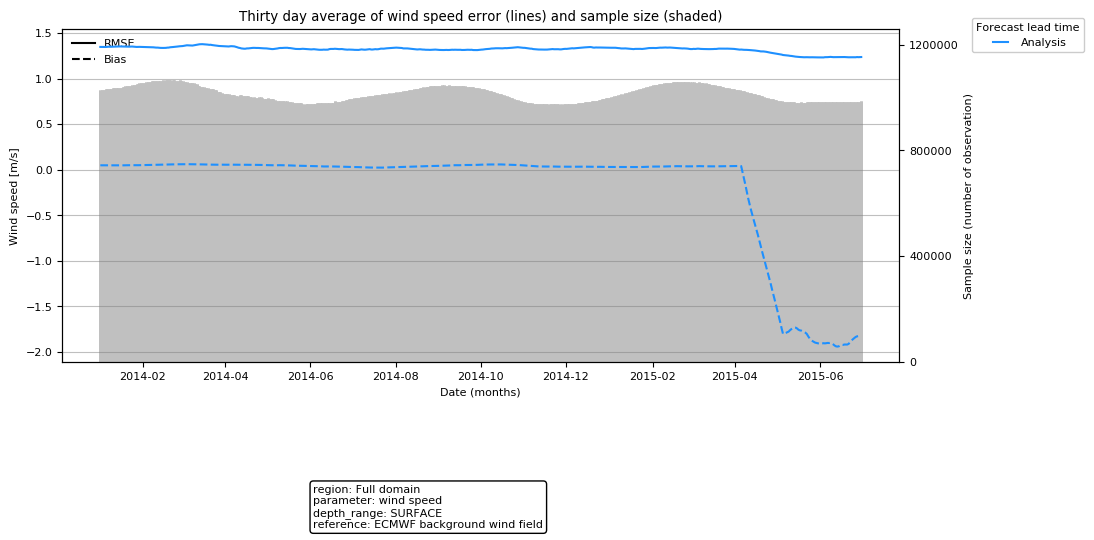 Thirty day average of wind speed error (lines) and sample size (shaded)
Forecast lead time
Analysis
RMSE
Bias
1.5
1.0
0.5
0.0
−0.5
−1.0
−1.5
−2.0
Wind speed [m/s]
1200000
800000
400000
0
Sample size (number of observation)
2014-02 2014-04 2014-06 2014-08 2014-10 2014-12 2015-02 2015-04 2015-06
Date (months)
region: Full domain
parameter: wind speed
depth_range: SURFACE
reference: ECMWF background wind field